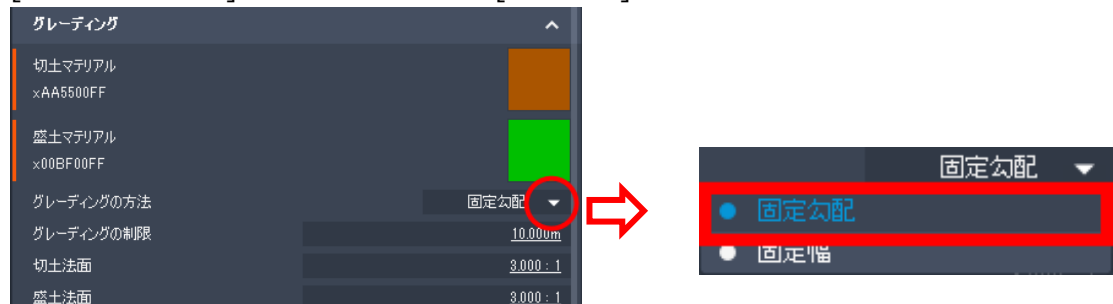 グレーディング
切土マテリアル
xAA5500FF
盛土マテリアル
x00BF00FF
グレーディングの方法
固定勾配
グレーディングの制限
10.000m
切土法面
3.000 : 1
盛土法面
3.000 : 1
固定勾配
固定勾配
固定幅